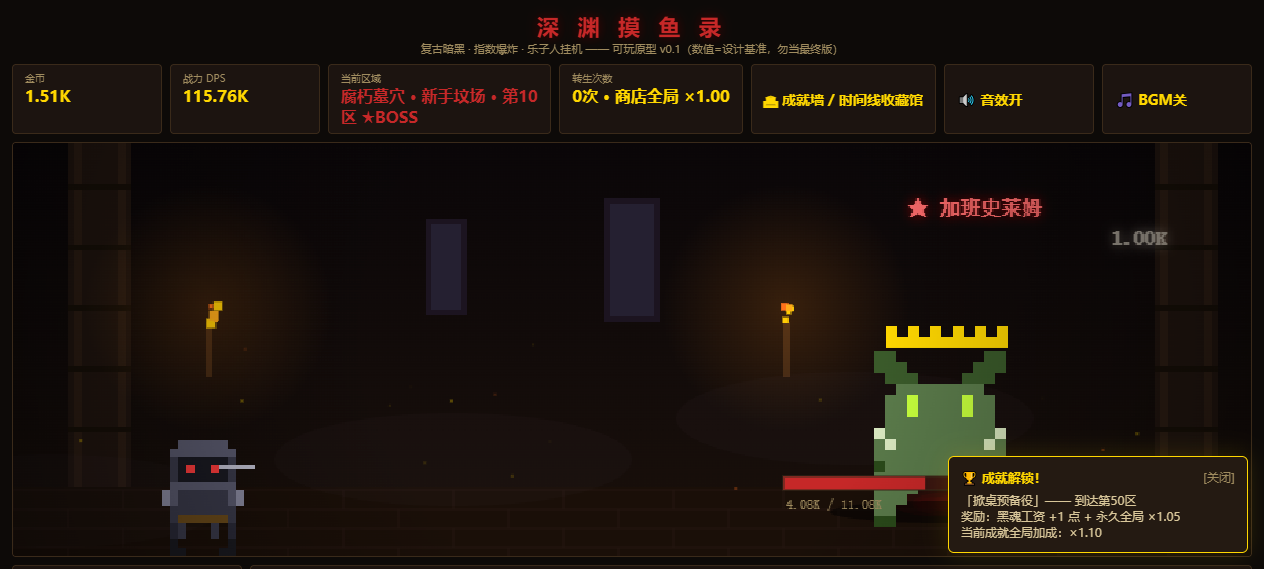 深渊摸鱼录
复古暗黑 · 指数爆炸 · 乐子人挂机 —— 可玩原型 v0.1（数值=设计基准，勿当最终版）
金币
1.51K
战力 DPS
115.76K
当前区域
腐朽墓穴 • 新手坟场 • 第10
区 ★BOSS
转生次数
0次 • 商店全局 ×1.00
成就墙 / 时间线收藏馆
音效开
BGM关
★ 加班史莱姆
1.00K
4.08K / 11.08K
成就解锁！
[关闭]
「掀桌预备役」—— 到达第50区
奖励：黑魂工资 +1 点 + 永久全局 ×1.05
当前成就全局加成：×1.10